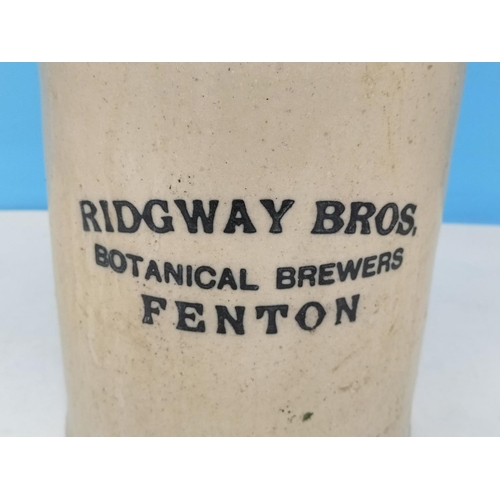 RIDGWAY BROS.
BOTANICAL BREWERS
FENTON